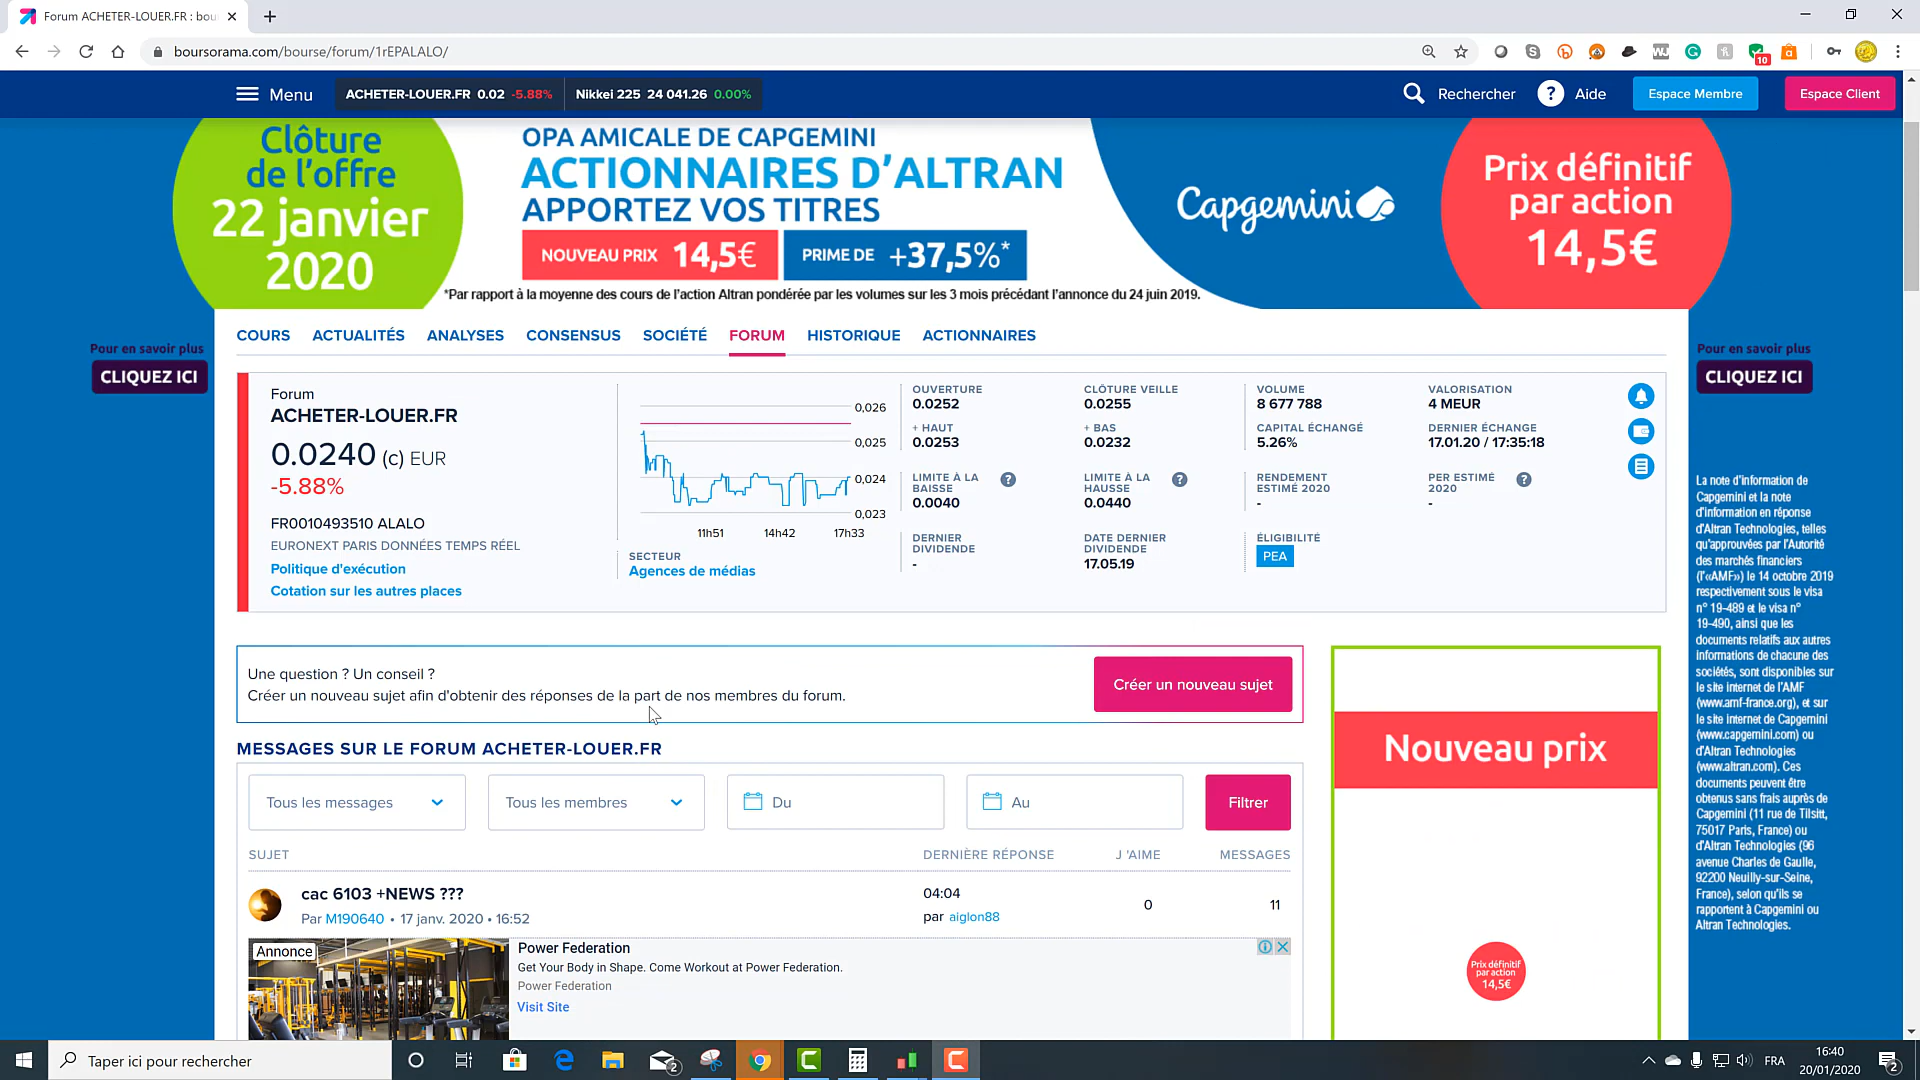 Forum ACHETER-LOUER.FR : bou
boursorama.com/bourse/forum/1rEPALALO/
10
Menu
ACHETER-LOUER.FR 0.02 -5.88%
Nikkei 225 24 041.26 0.00%
Rechercher
? Aide
Espace Membre
Espace Client
Clôture
de l'offre
22 janvier
2020
OPA AMICALE DE CAPGEMINI
ACTIONNAIRES D'ALTRAN
APPORTEZ VOS TITRES
NOUVEAU PRIX 14,5€
PRIME DE +37,5%*
*Par rapport à la moyenne des cours de l'action Altran pondérée par les volumes sur les 3 mois précédant l'annonce du 24 juin 2019.
Capgemini
Prix définitif
par action
14,5€
Pour en savoir plus
CLIQUEZ ICI
COURS ACTUALITÉS ANALYSES CONSENSUS SOCIÉTÉ FORUM HISTORIQUE ACTIONNAIRES
Pour en savoir plus
CLIQUEZ ICI
Forum
ACHETER-LOUER.FR
0.0240 (c) EUR
-5.88%
FR0010493510 ALALO
EURONEXT PARIS DONNÉES TEMPS RÉEL
Politique d'exécution
Cotation sur les autres places
0,026
0,025
0,024
0,023
11h51 14h42 17h33
SECTEUR
Agences de médias
OUVERTURE
0.0252
CLÔTURE VEILLE
0.0255
VOLUME
8 677 788
VALORISATION
4 MEUR
+ HAUT
0.0253
+ BAS
0.0232
CAPITAL ÉCHANGÉ
5.26%
DERNIER ÉCHANGE
17.01.20 / 17:35:18
LIMITE À LA
BAISSE
?
0.0040
LIMITE À LA
HAUSSE
?
0.0440
RENDEMENT
ESTIMÉ 2020
-
PER ESTIMÉ
2020
?
-
DERNIER
DIVIDENDE
-
DATE DERNIER
DIVIDENDE
17.05.19
ÉLIGIBILITÉ
PEA
La note d'information de
Capgemini et la note
d'information en réponse
d'Altran Technologies, telles
qu'approuvées par l'Autorité
des marchés financiers
(l'«AMF») le 14 octobre 2019
respectivement sous le visa
n° 19-489 et le visa n°
19-490, ainsi que les
documents relatifs aux autres
informations de chacune des
sociétés, sont disponibles sur
le site internet de l'AMF
(www.amf-france.org), et sur
le site internet de Capgemini
(www.capgemini.com) ou
d'Altran Technologies
(www.altran.com). Ces
documents peuvent être
obtenus sans frais auprès de
Capgemini (11 rue de Tilsitt,
75017 Paris, France) ou
d'Altran Technologies (96
avenue Charles de Gaulle,
92200 Neuilly-sur-Seine,
France), selon qu'ils se
rapportent à Capgemini ou
Altran Technologies.
Une question ? Un conseil ?
Créer un nouveau sujet afin d'obtenir des réponses de la part de nos membres du forum.
Créer un nouveau sujet
MESSAGES SUR LE FORUM ACHETER-LOUER.FR
Tous les messages
Tous les membres
Du
Au
Filtrer
SUJET DERNIÈRE RÉPONSE J 'AIME MESSAGES
cac 6103 +NEWS ???
Par M190640 • 17 janv. 2020 • 16:52
04:04
par aiglon88
0
11
Annonce
Power Federation
Get Your Body in Shape. Come Workout at Power Federation.
Power Federation
Visit Site
Nouveau prix
Prix définitif
par action
14,5€
Taper ici pour rechercher
2
FRA
16:40
20/01/2020
2